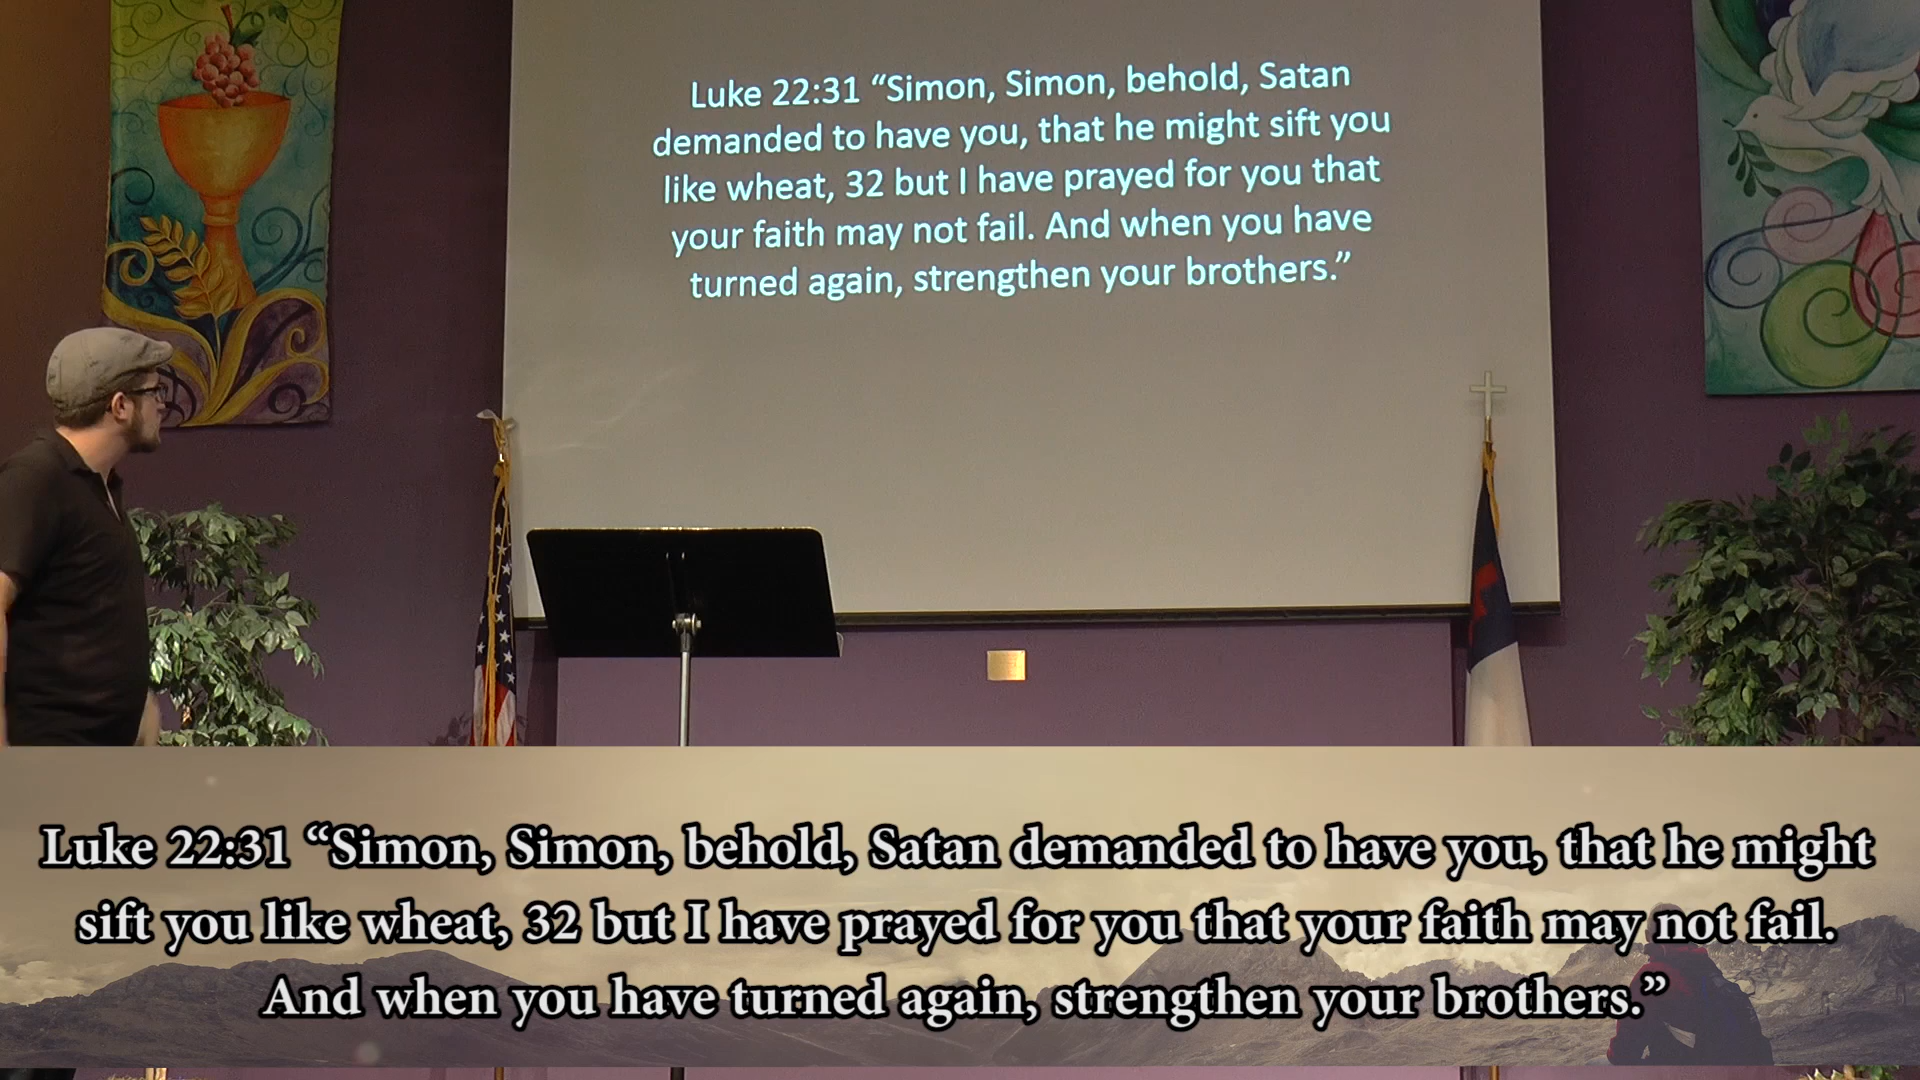 Luke 22:31 “Simon, Simon, behold, Satan
demanded to have you, that he might sift you
like wheat, 32 but I have prayed for you that
your faith may not fail. And when you have
turned again, strengthen your brothers.”
Luke 22:31 “Simon, Simon, behold, Satan demanded to have you, that he might
sift you like wheat, 32 but I have prayed for you that your faith may not fail.
And when you have turned again, strengthen your brothers.”